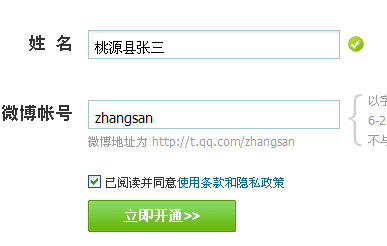 姓 名 桃源县张三
以字
微博帐号 zhangsan
6-2
微博地址为 http://t.qq.com/zhangsan
不与
已阅读并同意使用条款和隐私政策
立即开通>>